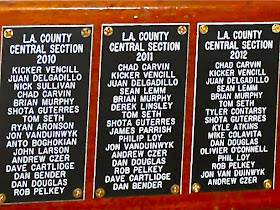 L.A. COUNTY
CENTRAL SECTION
2010
KICKER VENCILL
JUAN DELGADILLO
NICK SULLIVAN
CHAD CARVIN
BRIAN MURPHY
SHOTA GUTERRES
TOM SETH
RYAN ARONSON
JON VANDUINWYK
ANTO BOGHOKIAN
JOHN LARSON
ANDREW CZER
DAVE CARTLIDGE
DAN BENDER
DAN DOUGLAS
ROB PELKEY
L.A. COUNTY
CENTRAL SECTION
2011
CHAD CARVIN
KICKER VENCILL
JUAN DELGADILLO
SEAN LEMM
BRIAN MURPHY
DEREK LINSLEY
TOM SETH
SHOTA GUTERRES
JAMES PARRISH
PHILIP LOY
JON VANDUINWYK
ANDREW CZER
DAN DOUGLAS
ROB PELKEY
DAVE CARTLIDGE
DAN BENDER
L.A. COUNTY
CENTRAL SECTION
2012
CHAD CARVIN
KICKER VENCILL
JUAN DELGADILLO
SEAN LEMM
BRIAN MURPHY
TOM SETH
TYLER CONTARSY
SHOTA GUTERRES
KYLE ATKINS
MIKE COLAVITA
DAN DOUGLAS
OLIVIER O'CONNELL
PHIL LOY
ROB PELKEY
JON VAN DUINWYK
ANDREW CZER